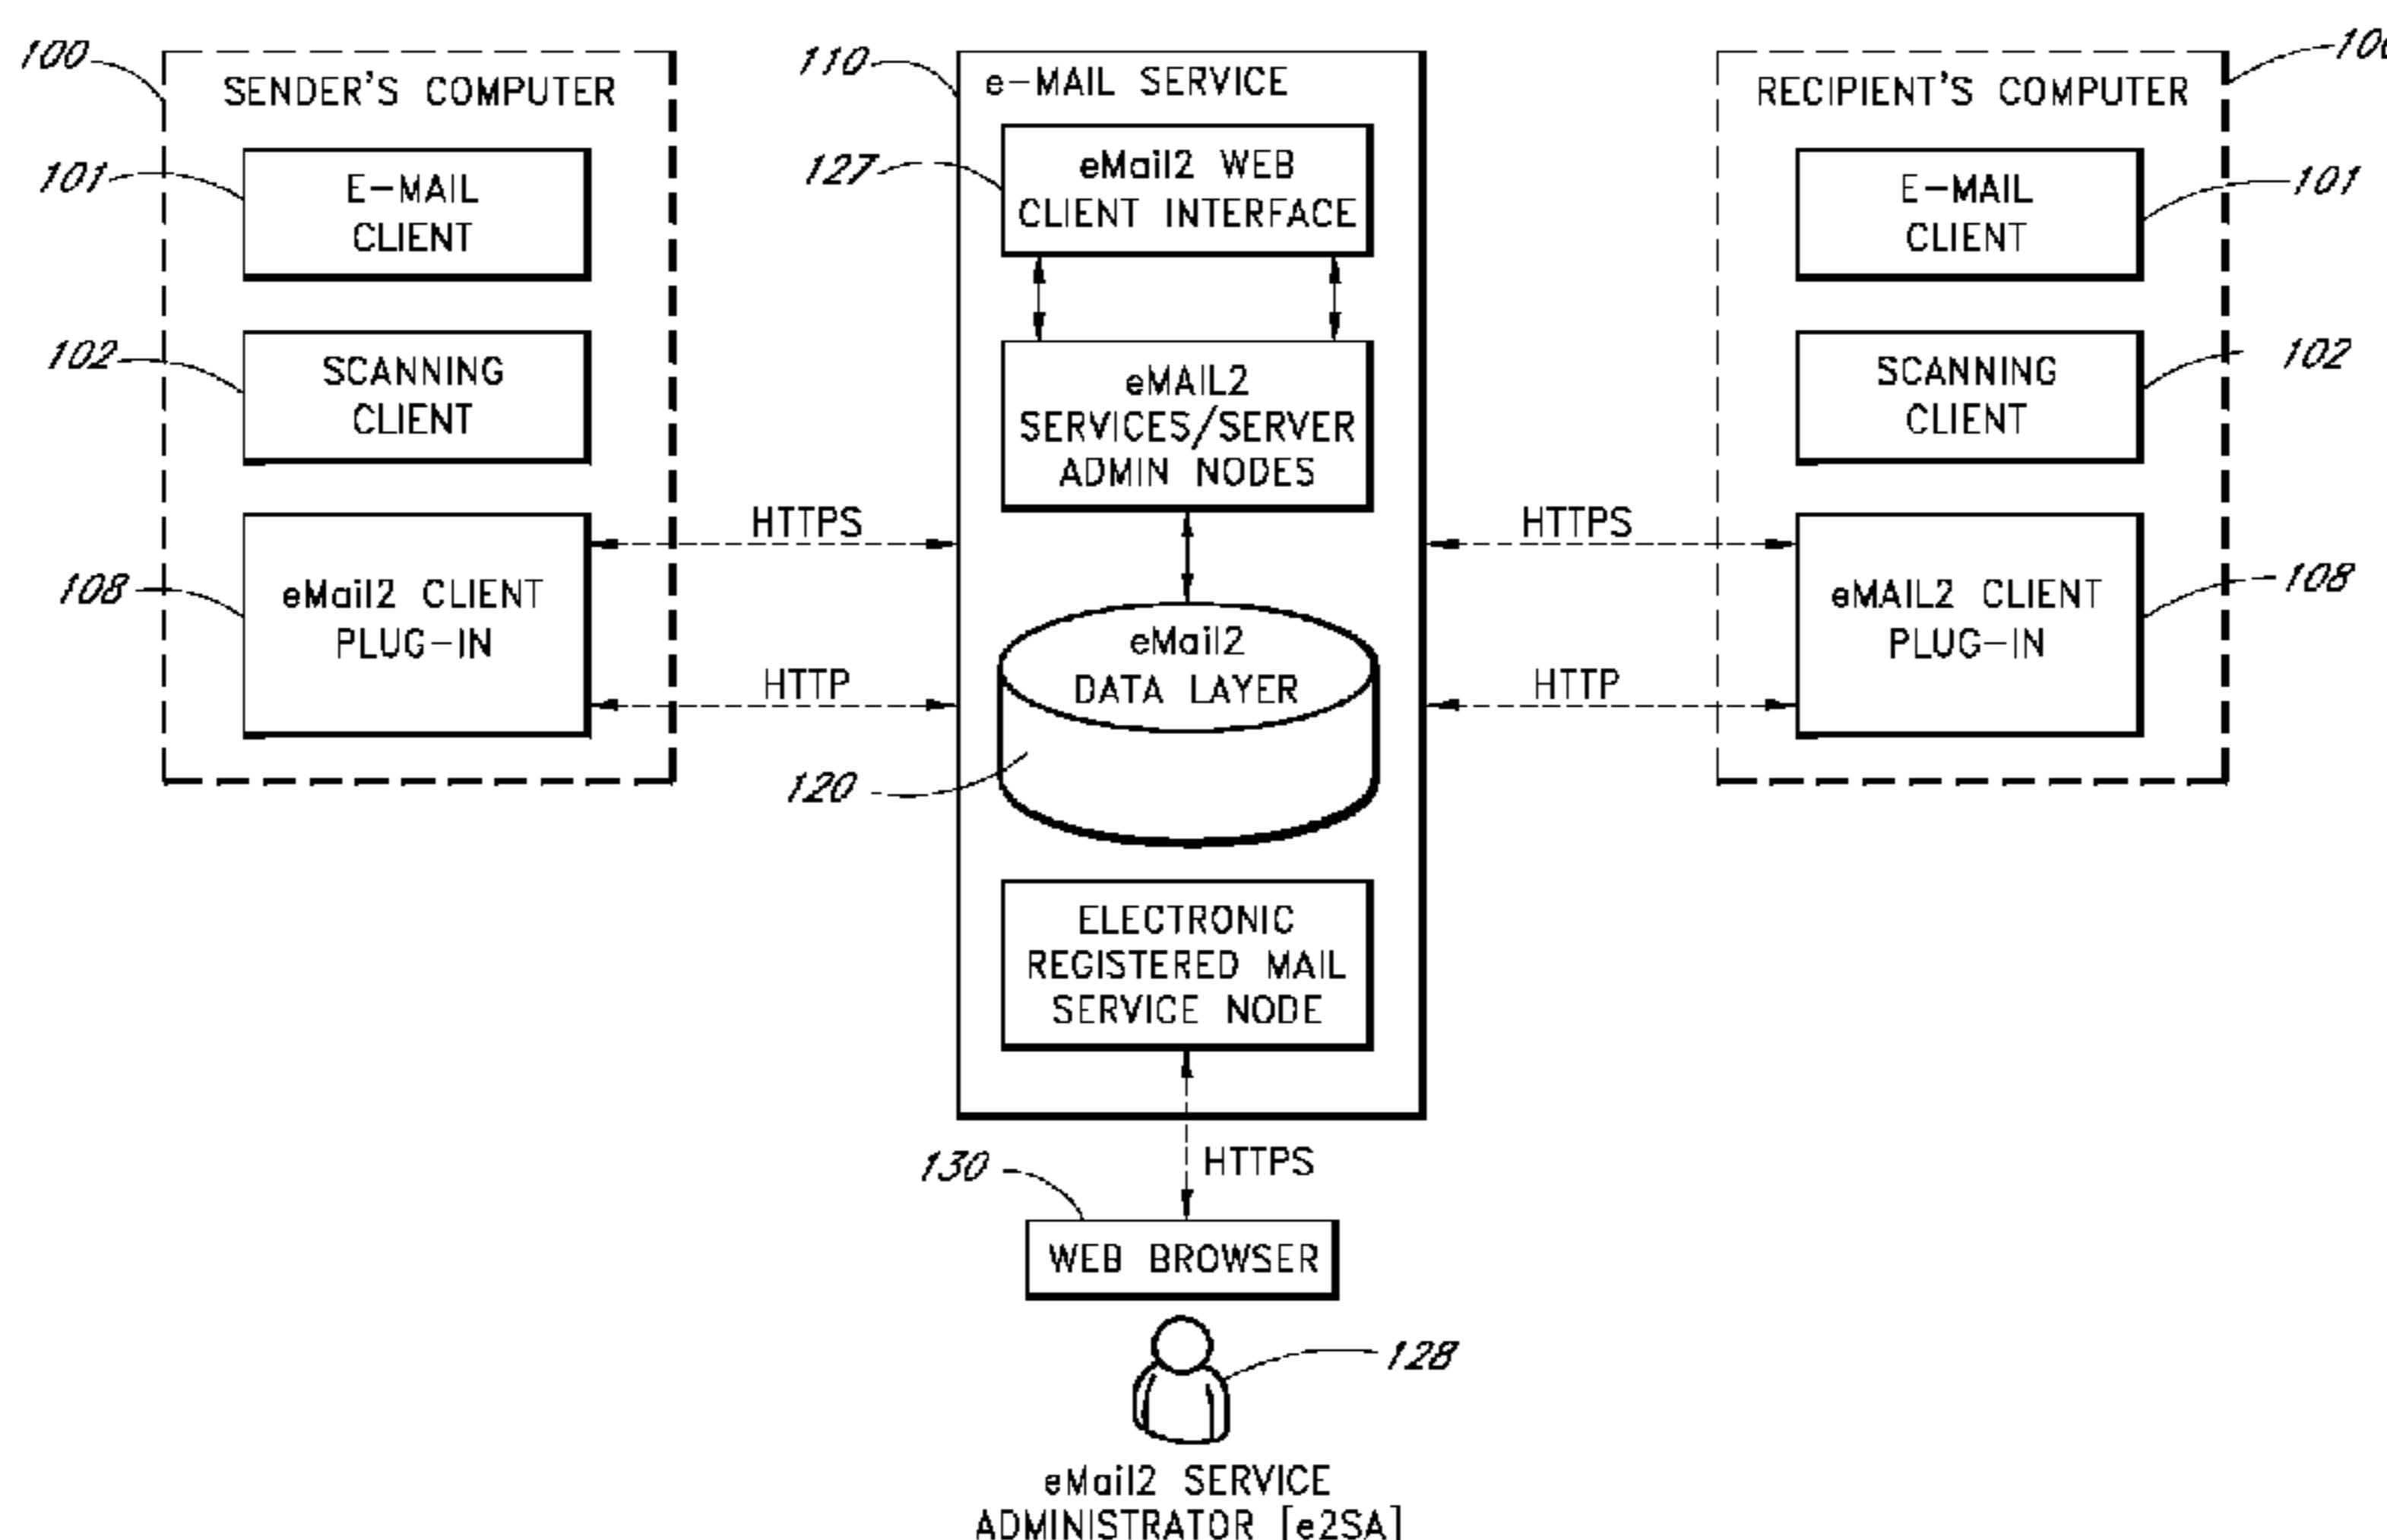 100
SENDER'S COMPUTER
101
E-MAIL
CLIENT
102
SCANNING
CLIENT
108
eMail2 CLIENT
PLUG-IN
HTTPS
HTTP
110
e-MAIL SERVICE
127
eMail2 WEB
CLIENT INTERFACE
eMAIL2
SERVICES/SERVER
ADMIN NODES
eMail2
DATA LAYER
120
ELECTRONIC
REGISTERED MAIL
SERVICE NODE
HTTPS
130
WEB BROWSER
128
eMail2 SERVICE
ADMINISTRATOR [e2SA]
HTTPS
HTTP
RECIPIENT'S COMPUTER
E-MAIL
CLIENT
101
SCANNING
CLIENT
102
eMAIL2 CLIENT
PLUG-IN
108